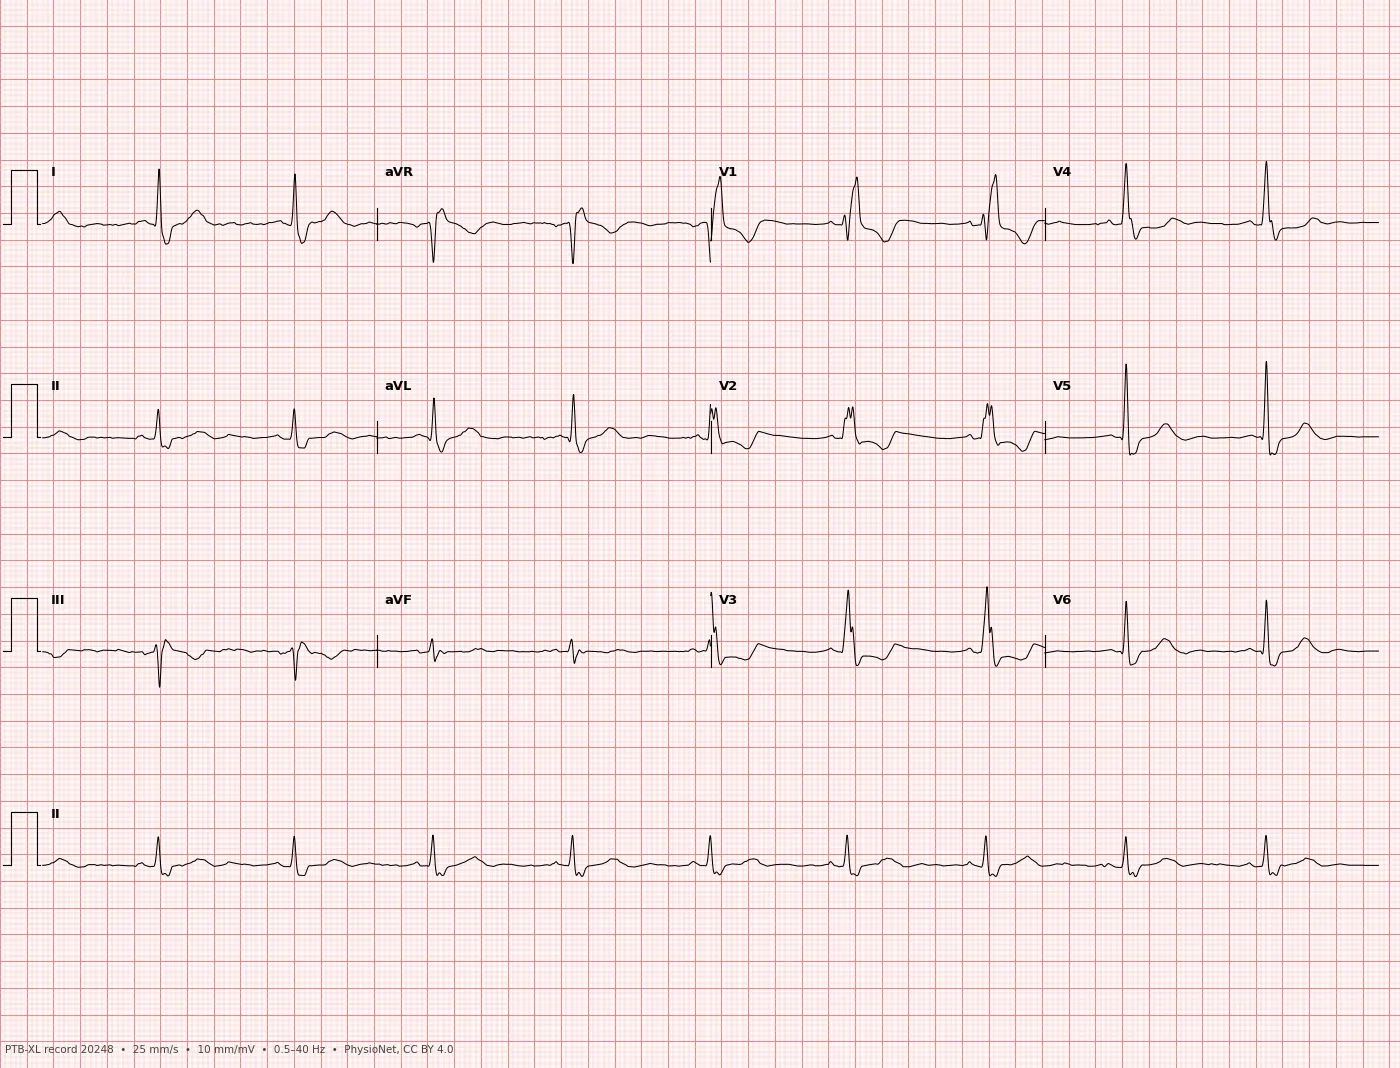 I aVR V1 V4
II aVL V2 V5
III aVF V3 V6
II
PTB-XL record 20248 • 25 mm/s • 10 mm/mV • 0.5–40 Hz • PhysioNet, CC BY 4.0